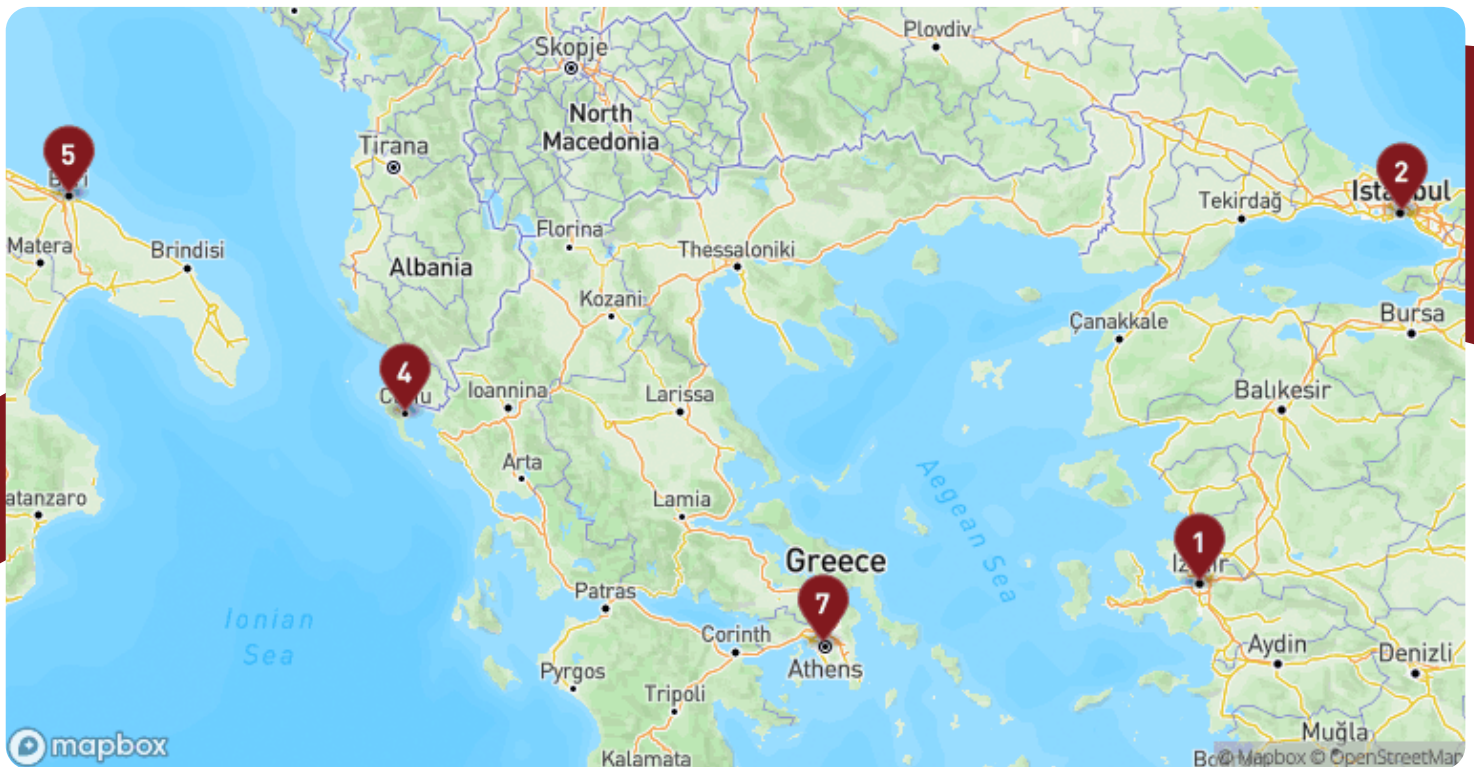 Skopje
Plovdiv
North
Macedonia
5
Tirana
2
Tekirdağ
Matera
Brindisi
Florina
Thessaloniki
Albania
Kozani
Çanakkale
Bursa
4
Ioannina
Larissa
Balıkesir
Arta
Aegean Sea
atanzaro
Lamia
1
Greece
Patras
7
Ionian
Sea
Corinth
Aydin
Athens
Denizli
Pyrgos
Tripoli
Muğla
mapbox
Kalamata
© Mapbox © OpenStreetMap